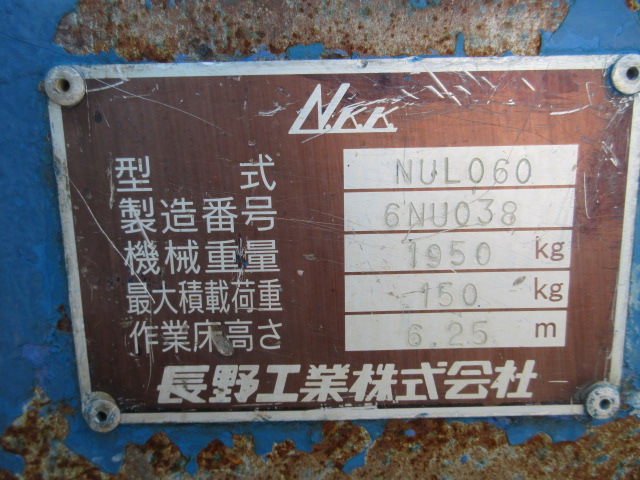 N.K.K.
型式 NUL060
製造番号 6NU038
機械重量 1950 kg
最大積載荷重 150 kg
作業床高さ 6.25 m
長野工業株式会社